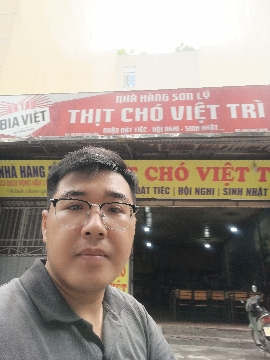 NHÀ HÀNG SƠN LÝ
BIA VIỆT
THỊT CHÓ VIỆT TRÌ
NHẬN ĐẶT TIỆC - HỘI NGHỊ - SINH NHẬT...
NHÀ HÀNG
CHÓ VIỆT T
ĐẶT TIỆC | HỘI NGHỊ | SINH NHẬT